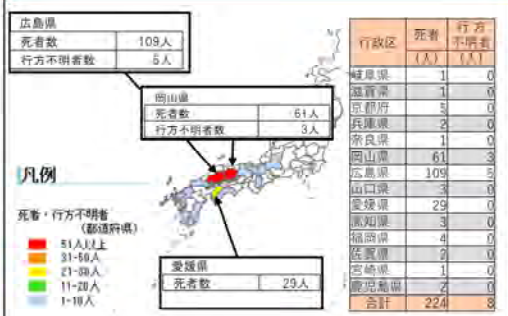 広島県
死者数 109人
行方不明者数 5人
岡山県
死者数 61人
行方不明者数 3人
凡例
死者・行方不明者
(都道府県)
51人以上
31-50人
21-30人
11-20人
1-10人
愛媛県
死者数 29人
行政区 死者 行方不明者
(人) (人)
岐阜県 1 0
滋賀県 1 0
京都府 5 0
兵庫県 2 0
奈良県 1 0
岡山県 61 3
広島県 109 5
山口県 3 0
愛媛県 29 0
高知県 3 0
福岡県 4 0
佐賀県 2 0
宮崎県 1 0
鹿児島県 2 0
合計 224 8